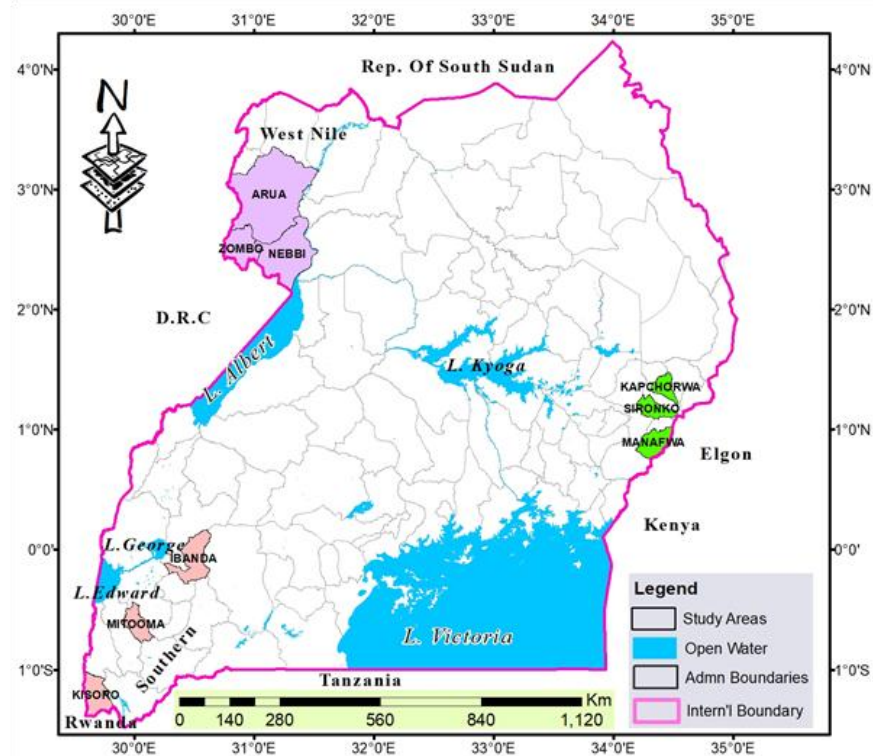 30°0'E 31°0'E 32°0'E 33°0'E 34°0'E 35°0'E
4°0'N
3°0'N
2°0'N
1°0'N
0°0'
1°0'S
4°0'N
3°0'N
2°0'N
1°0'N
0°0'
1°0'S
N
Rep. Of South Sudan
West Nile
ARUA
ZOMBO
NEBBI
D.R.C
L. Albert
L. Kyoga
KAPCHORWA
SIRONKO
MANAFWA
Elgon
Kenya
L.George
IBANDA
L.Edward
MITOOMA
Southern
L. Victoria
KISORO
Rwanda
Tanzania
Km
0 140 280 560 840 1,120
Legend
Study Areas
Open Water
Admn Boundaries
Intern'l Boundary
30°0'E 31°0'E 32°0'E 33°0'E 34°0'E 35°0'E